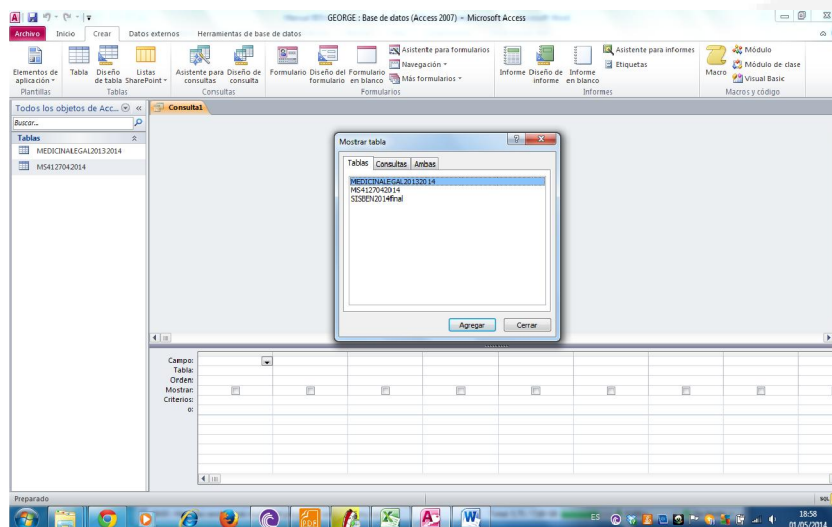 GEORGE : Base de datos (Access 2007) - Microsoft Access
Archivo Inicio Crear Datos externos Herramientas de base de datos
Elementos de aplicación
Tabla
Diseño de tabla
Listas SharePoint
Asistente para consultas
Diseño de consulta
Formulario
Diseño del formulario
Formulario en blanco
Asistente para formularios
Navegación
Más formularios
Informe
Diseño de informe
Informe en blanco
Asistente para informes
Etiquetas
Macro
Módulo
Módulo de clase
Visual Basic
Plantillas Tablas Consultas Formularios Informes Macros y código
Todos los objetos de Acc...
Buscar...
Tablas
MEDICINALEGAL20132014
MS4127042014
Consulta1
Mostrar tabla
Tablas Consultas Ambas
MEDICINALEGAL20132014
MS4127042014
SISBEN2014final
Agregar Cerrar
Campo:
Tabla:
Orden:
Mostrar:
Criterios:
o:
Preparado
SQL
ES
18:58
01/05/2014